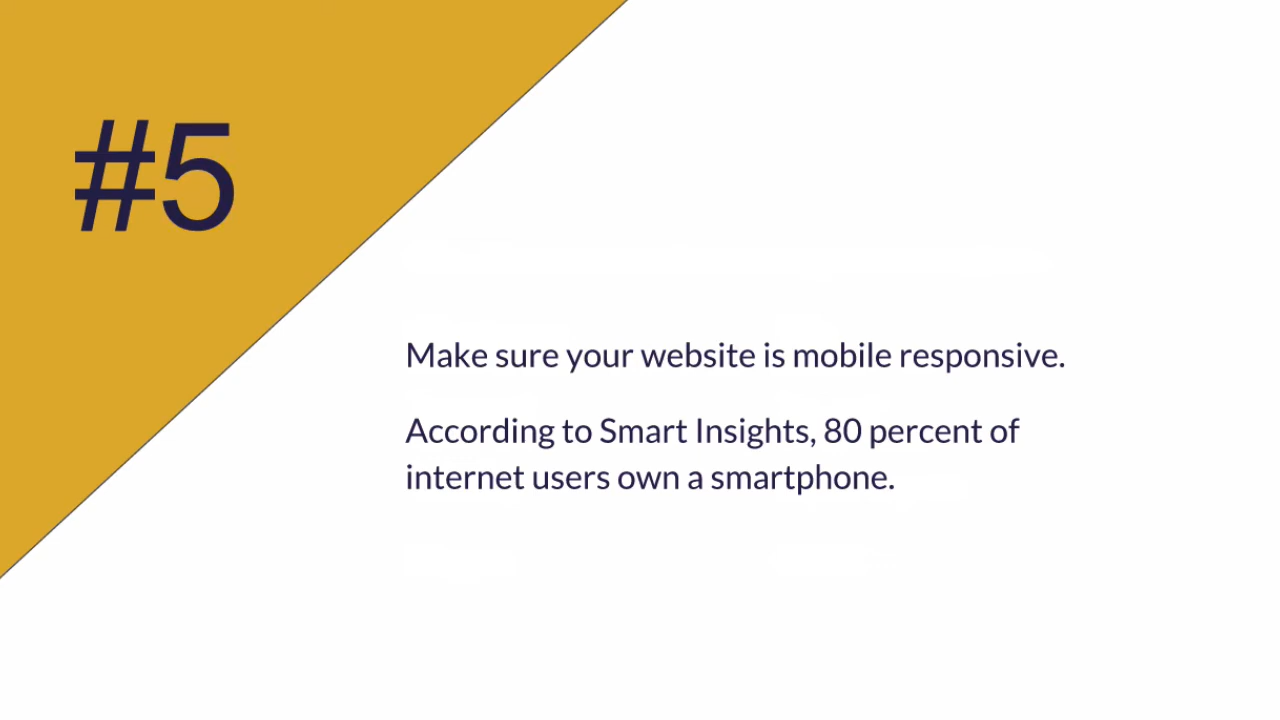 #5
Make sure your website is mobile responsive.
According to Smart Insights, 80 percent of
internet users own a smartphone.